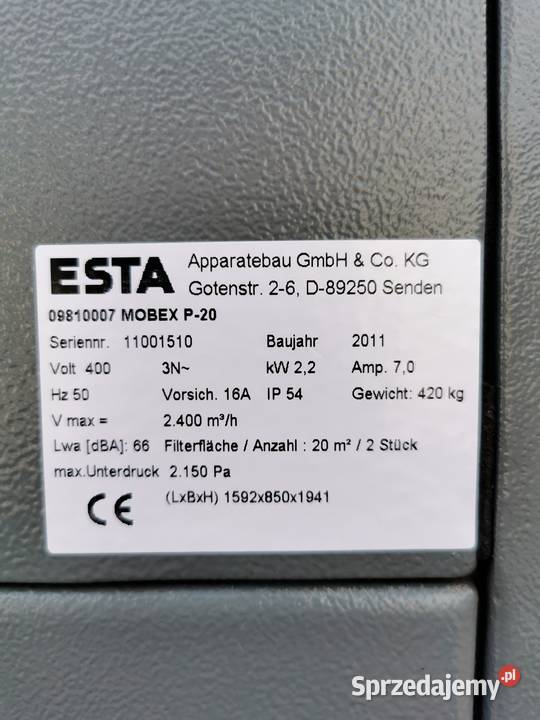 ESTA Apparatebau GmbH & Co. KG
Gotenstr. 2-6, D-89250 Senden
09810007 MOBEX P-20
Seriennr. 11001510 Baujahr 2011
Volt 400 3N~ kW 2,2 Amp. 7,0
Hz 50 Vorsich. 16A IP 54 Gewicht: 420 kg
V max = 2.400 m³/h
Lwa [dBA]: 66 Filterfläche / Anzahl : 20 m² / 2 Stück
max.Unterdruck 2.150 Pa
(LxBxH) 1592x850x1941
CE
Sprzedajemy.pl